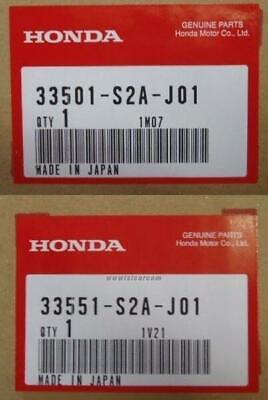 HONDA
GENUINE PARTS
Honda Motor Co., Ltd.
33501-S2A-J01
QTY 1 1M07
MADE IN JAPAN
GENUINE PARTS
HONDA
Honda Motor Co., Ltd.
33551-S2A-J01
QTY 1 1V21
MADE IN JAPAN